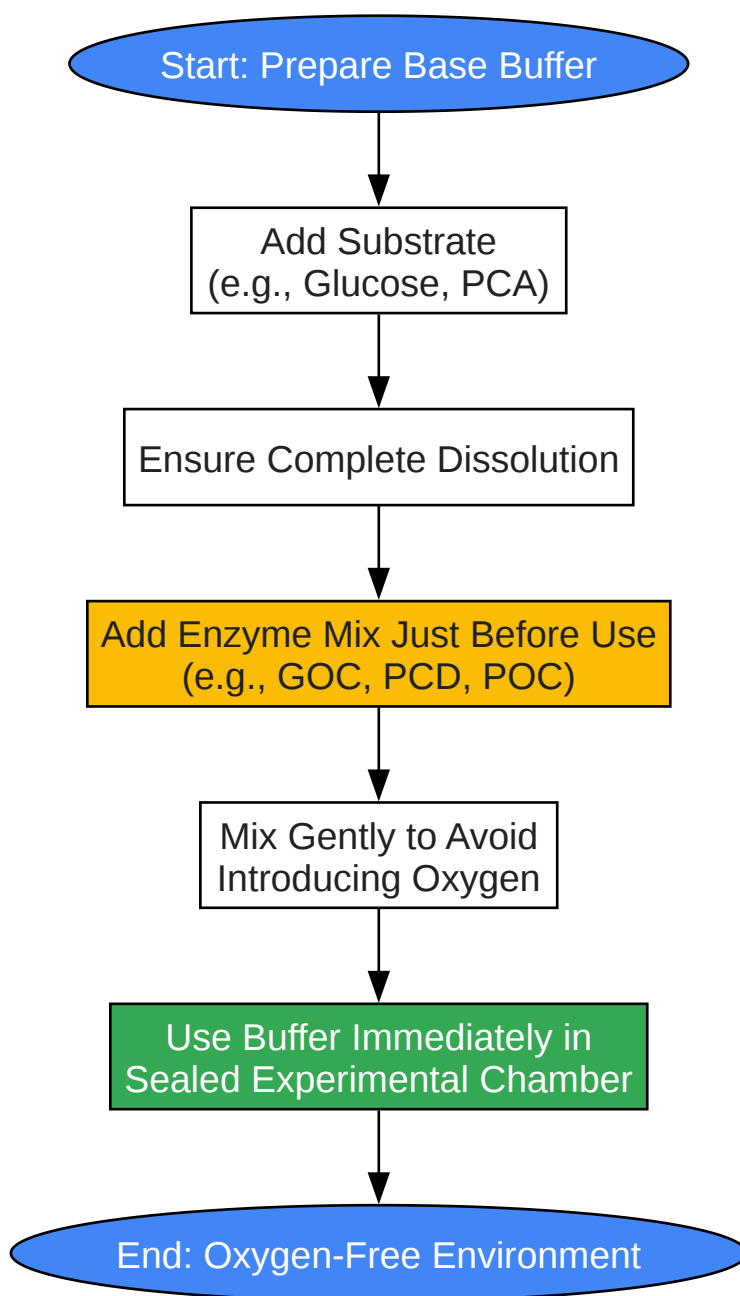 Start: Prepare Base Buffer
Add Substrate
(e.g., Glucose, PCA)
Ensure Complete Dissolution
Add Enzyme Mix Just Before Use
(e.g., GOC, PCD, POC)
Mix Gently to Avoid
Introducing Oxygen
Use Buffer Immediately in
Sealed Experimental Chamber
End: Oxygen-Free Environment